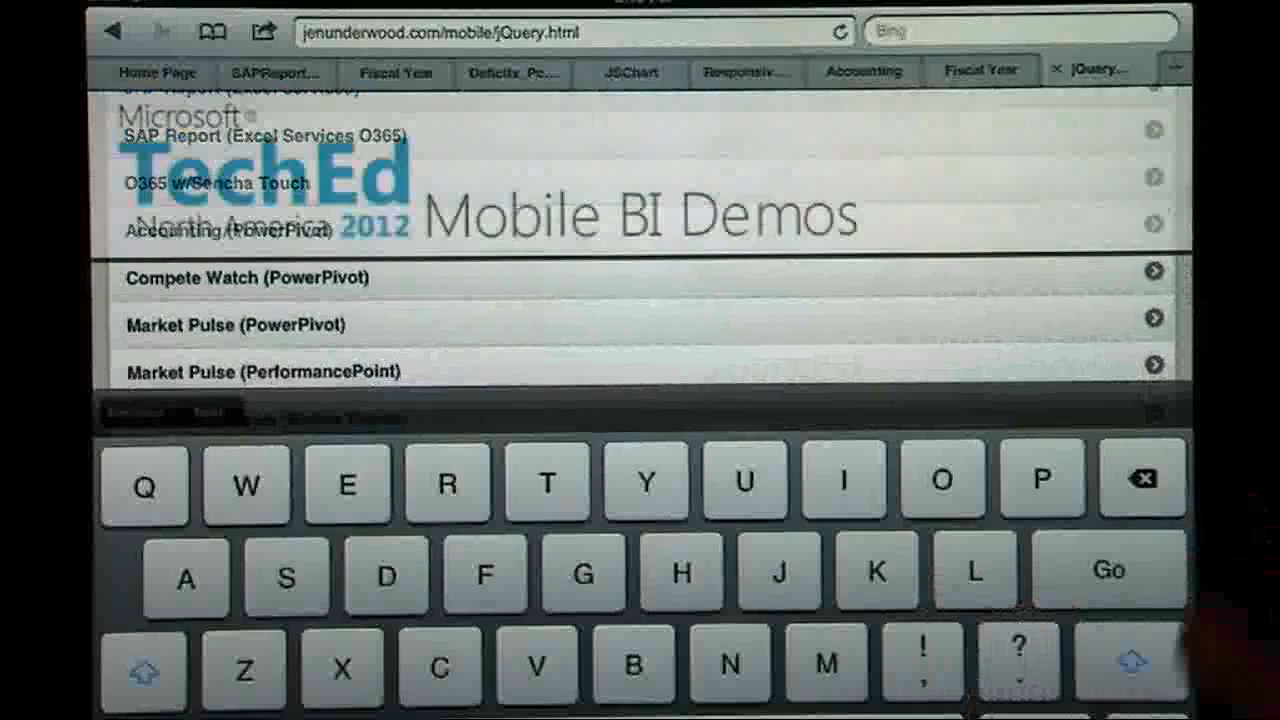 jenunderwood.com/mobile/jQuery.html
Bing
Home Page
SAPReport...
Fiscal Year
Deficits_Pc...
JSChart
Responsiv...
Accounting
Fiscal Year
jQuery...
Microsoft®
SAP Report (Excel Services O365)
TechEd
O365 w/Sencha Touch
North America 2012
Accounting (PowerPivot)
Mobile BI Demos
Compete Watch (PowerPivot)
Market Pulse (PowerPivot)
Market Pulse (PerformancePoint)
Q W E R T Y U I O P
A S D F G H J K L Go
Z X C V B N M ! , ? .